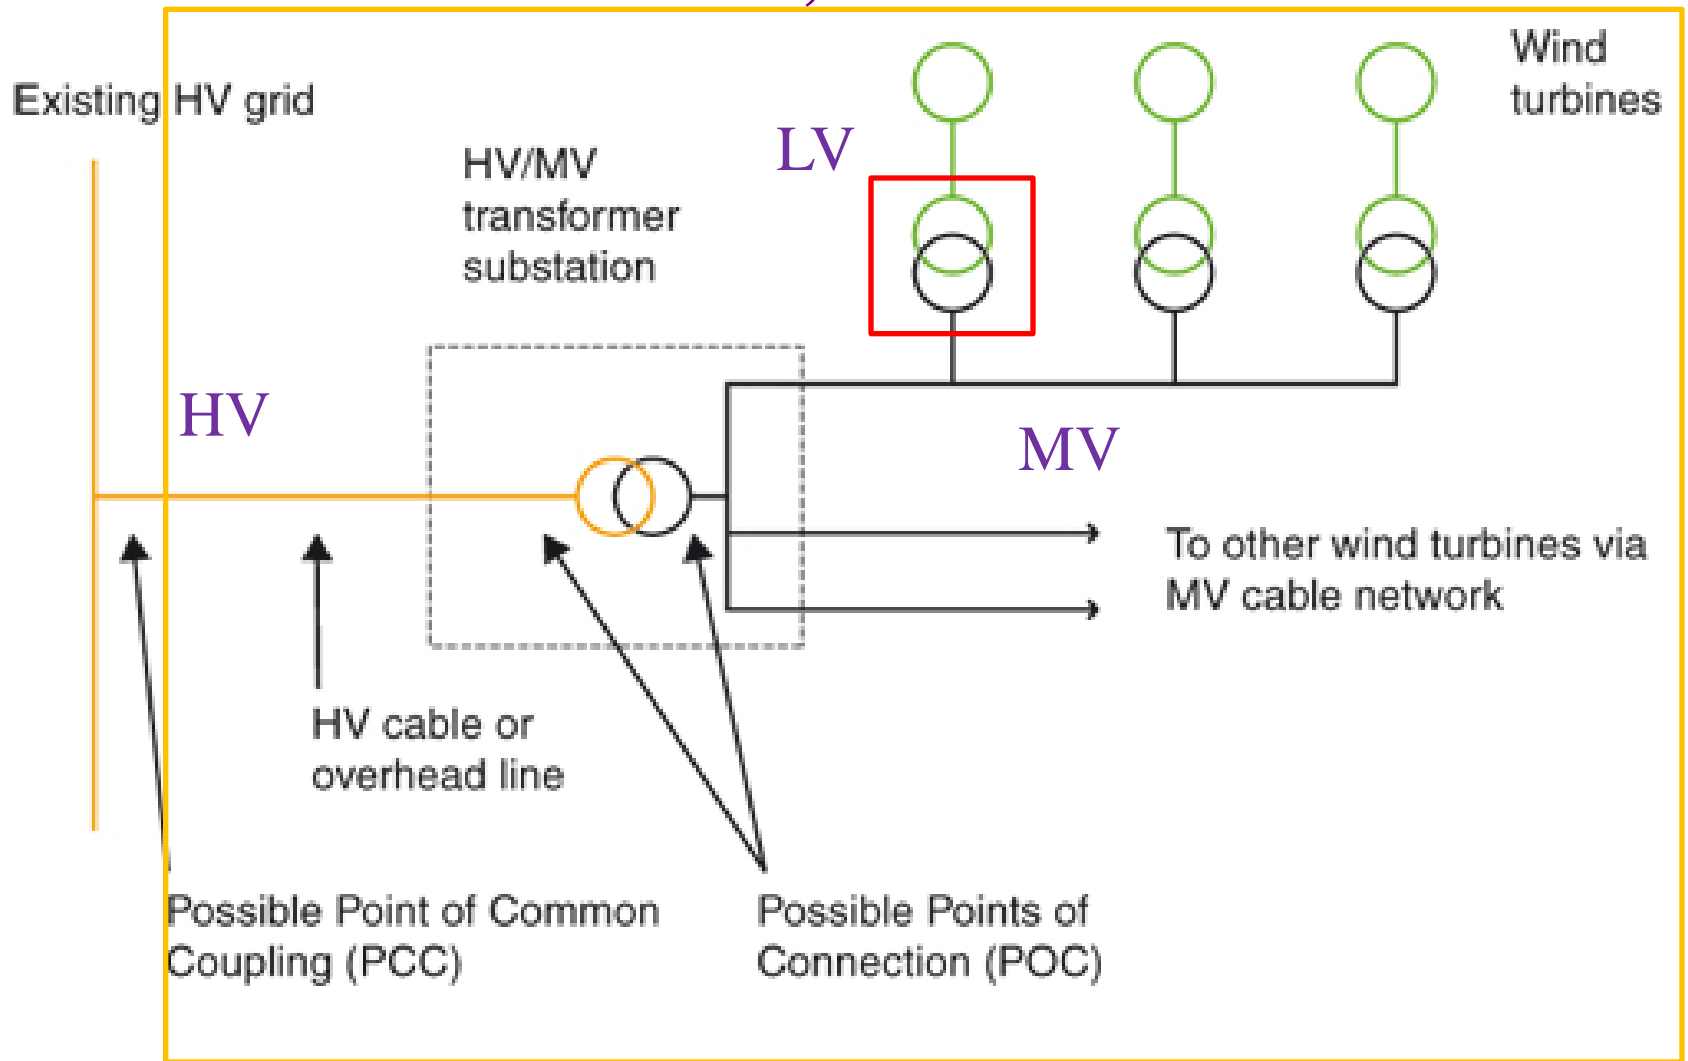 Wind
turbines
Existing HV grid
LV
HV/MV
transformer
substation
HV
MV
To other wind turbines via
MV cable network
HV cable or
overhead line
Possible Point of Common
Coupling (PCC)
Possible Points of
Connection (POC)